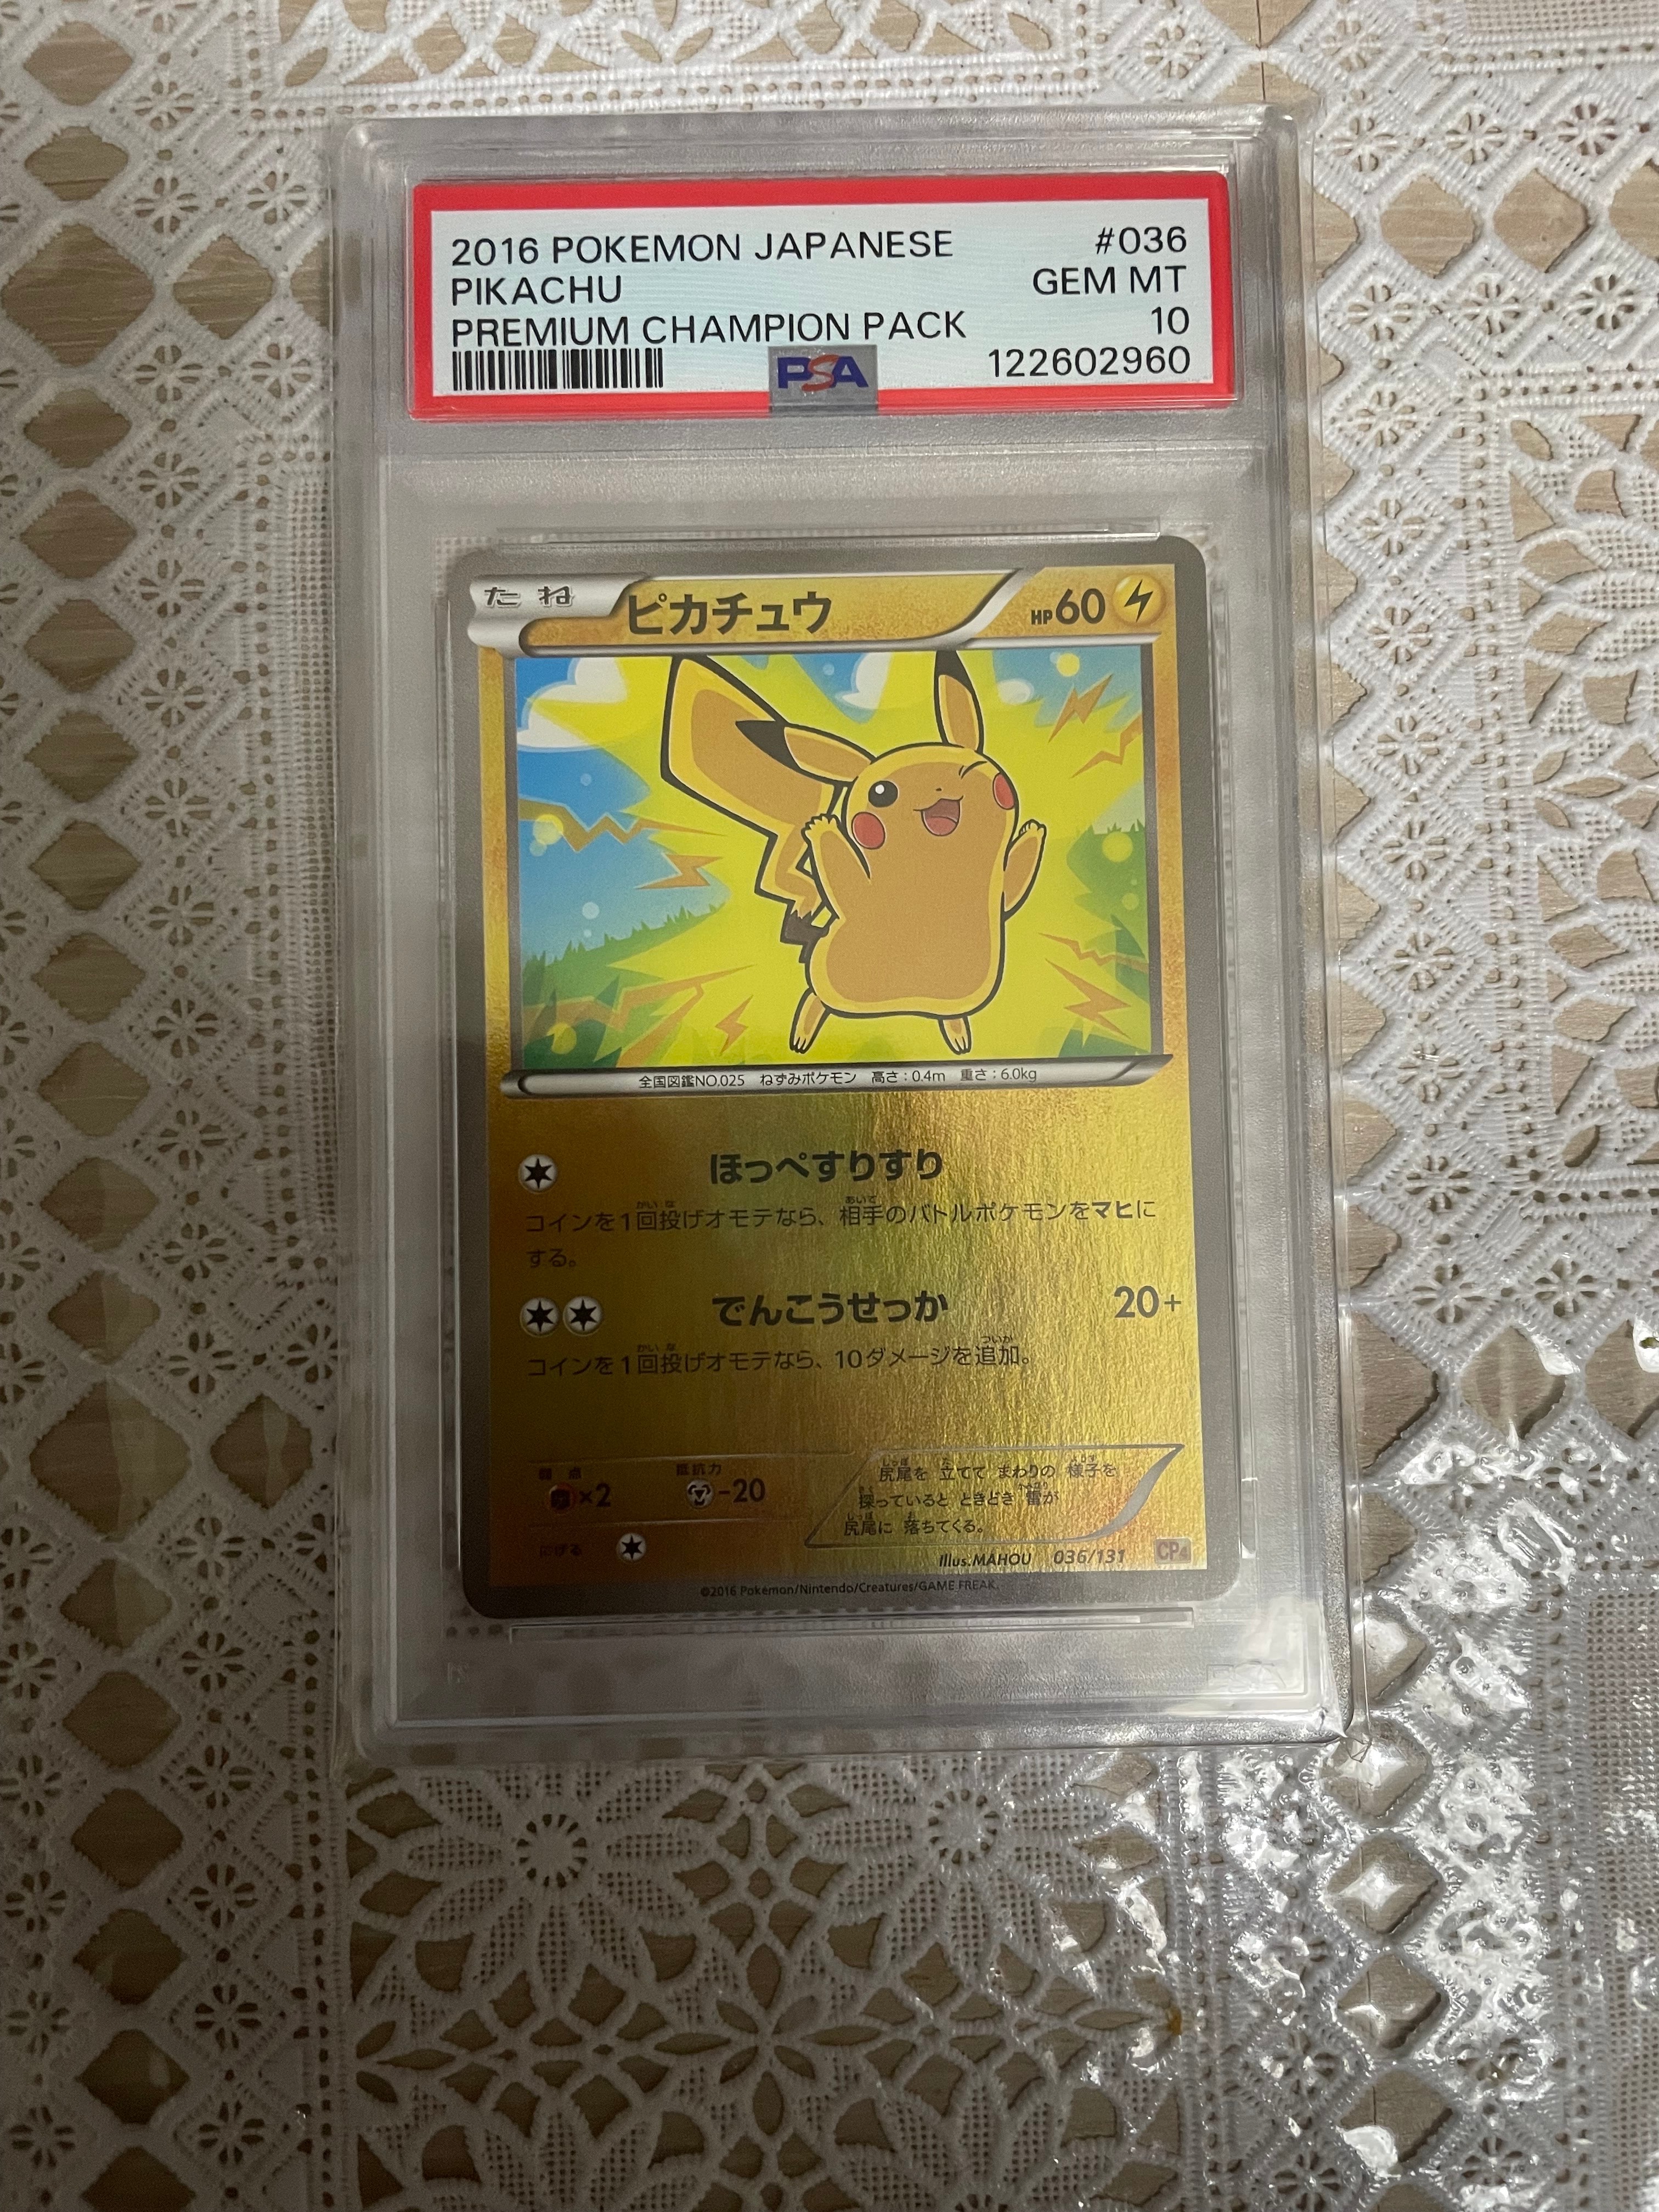 2016 POKEMON JAPANESE #036
PIKACHU GEM MT
PREMIUM CHAMPION PACK 10
PSA 122602960
たね ピカチュウ HP60
全国図鑑NO.025 ねずみポケモン 高さ:0.4m 重さ:6.0kg
ほっぺすりすり
コインを1回投げオモテなら、相手のバトルポケモンをマヒに
する。
でんこうせっか 20+
コインを1回投げオモテなら、10ダメージを追加。
弱点 抵抗力
×2 -20
にげる
尻尾を 立てて まわりの 様子を
探っていると ときどき 雷が
尻尾に 落ちてくる。
Illus.MAHOU 036/131 CP4
©2016 Pokémon/Nintendo/Creatures/GAME FREAK.